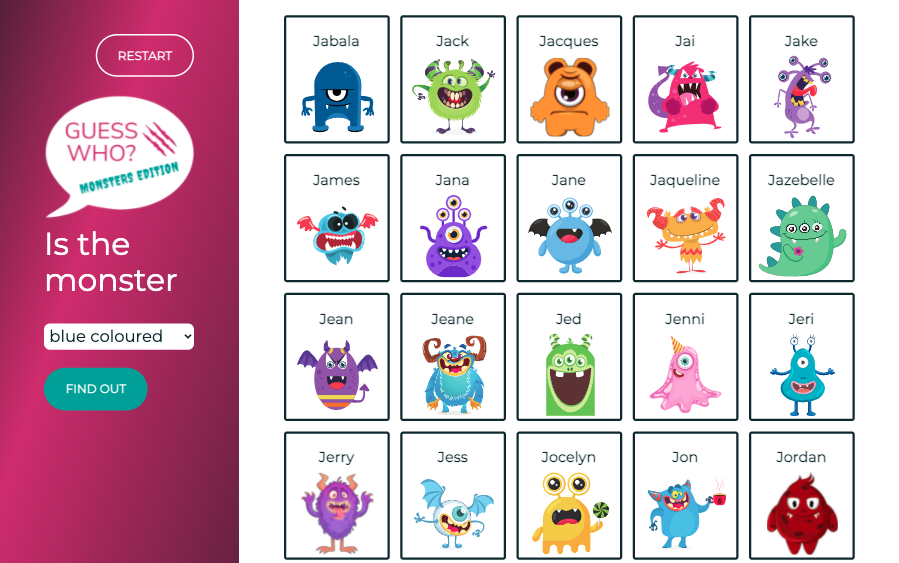 RESTART
GUESS
WHO?
MONSTERS EDITION
Is the
monster
blue coloured
FIND OUT
Jabala
Jack
Jacques
Jai
Jake
James
Jana
Jane
Jaqueline
Jazebelle
Jean
Jeane
Jed
Jenni
Jeri
Jerry
Jess
Jocelyn
Jon
Jordan